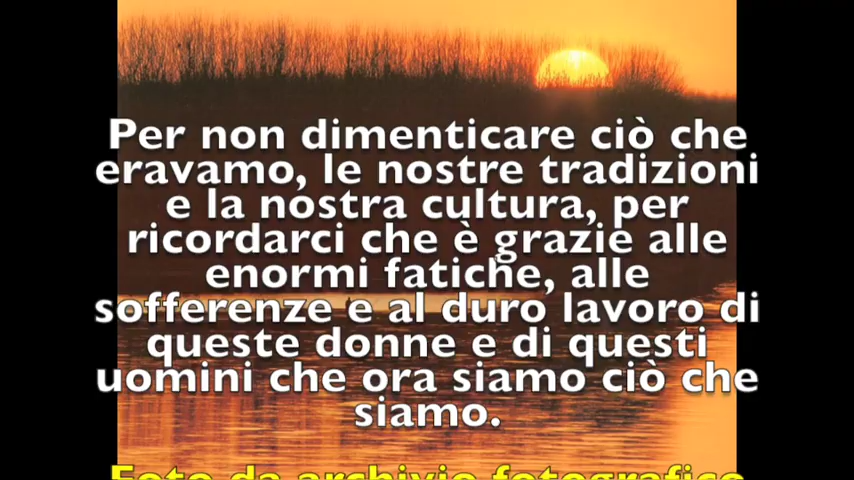 Per non dimenticare ciò che
eravamo, le nostre tradizioni
e la nostra cultura, per
ricordarci che è grazie alle
enormi fatiche, alle
sofferenze e al duro lavoro di
queste donne e di questi
uomini che ora siamo ciò che
siamo.
Foto da archivio fotografico